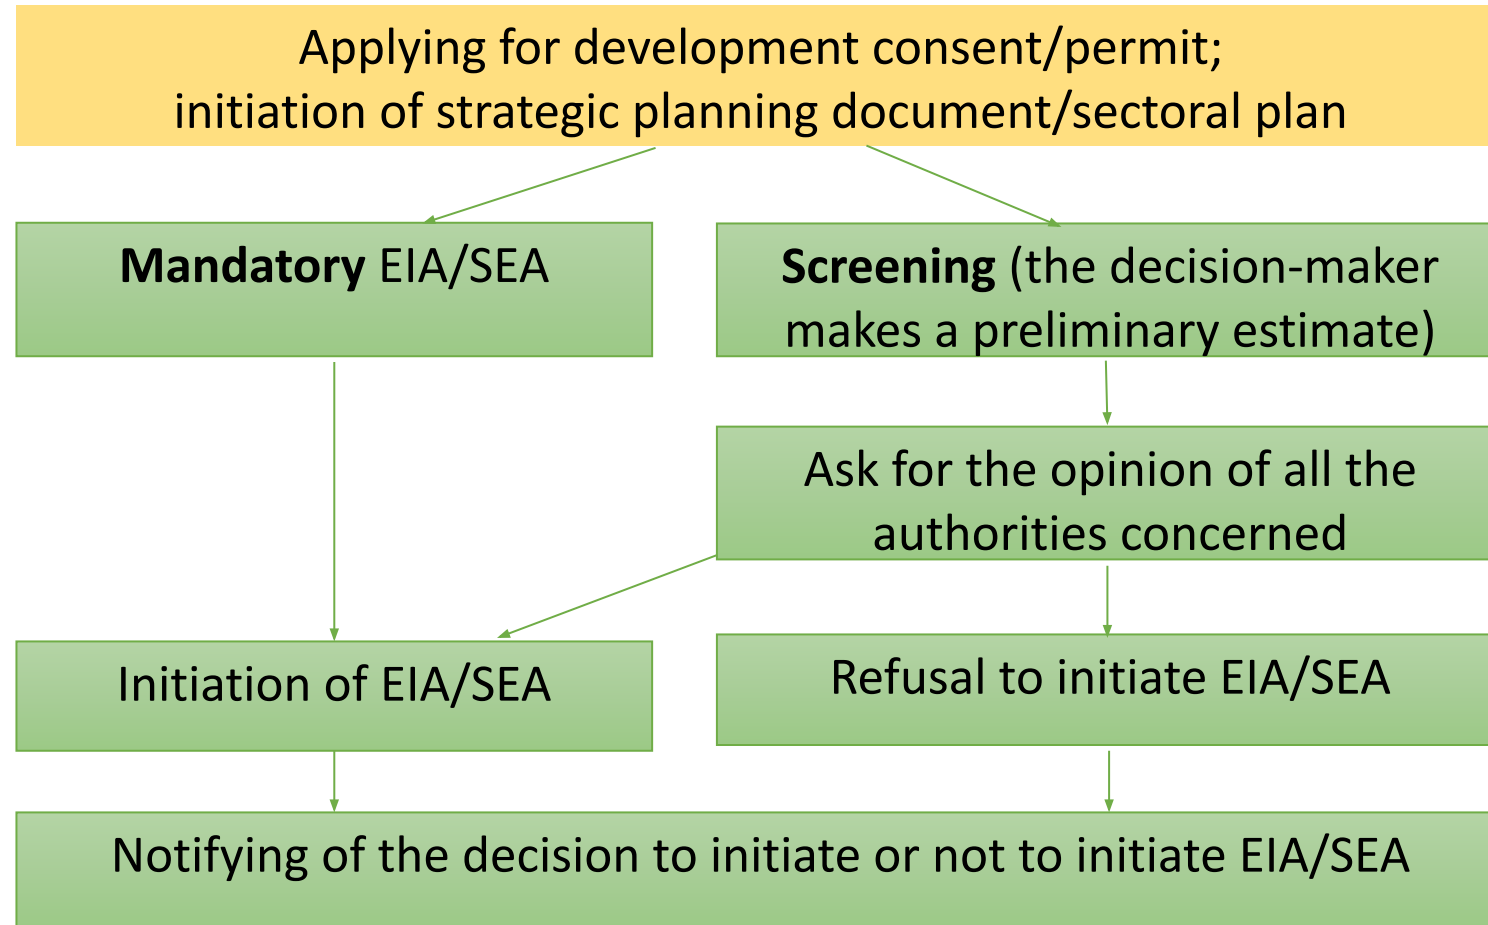 Applying for development consent/permit;
initiation of strategic planning document/sectoral plan
Mandatory EIA/SEA
Screening (the decision-maker
makes a preliminary estimate)
Ask for the opinion of all the
authorities concerned
Initiation of EIA/SEA
Refusal to initiate EIA/SEA
Notifying of the decision to initiate or not to initiate EIA/SEA